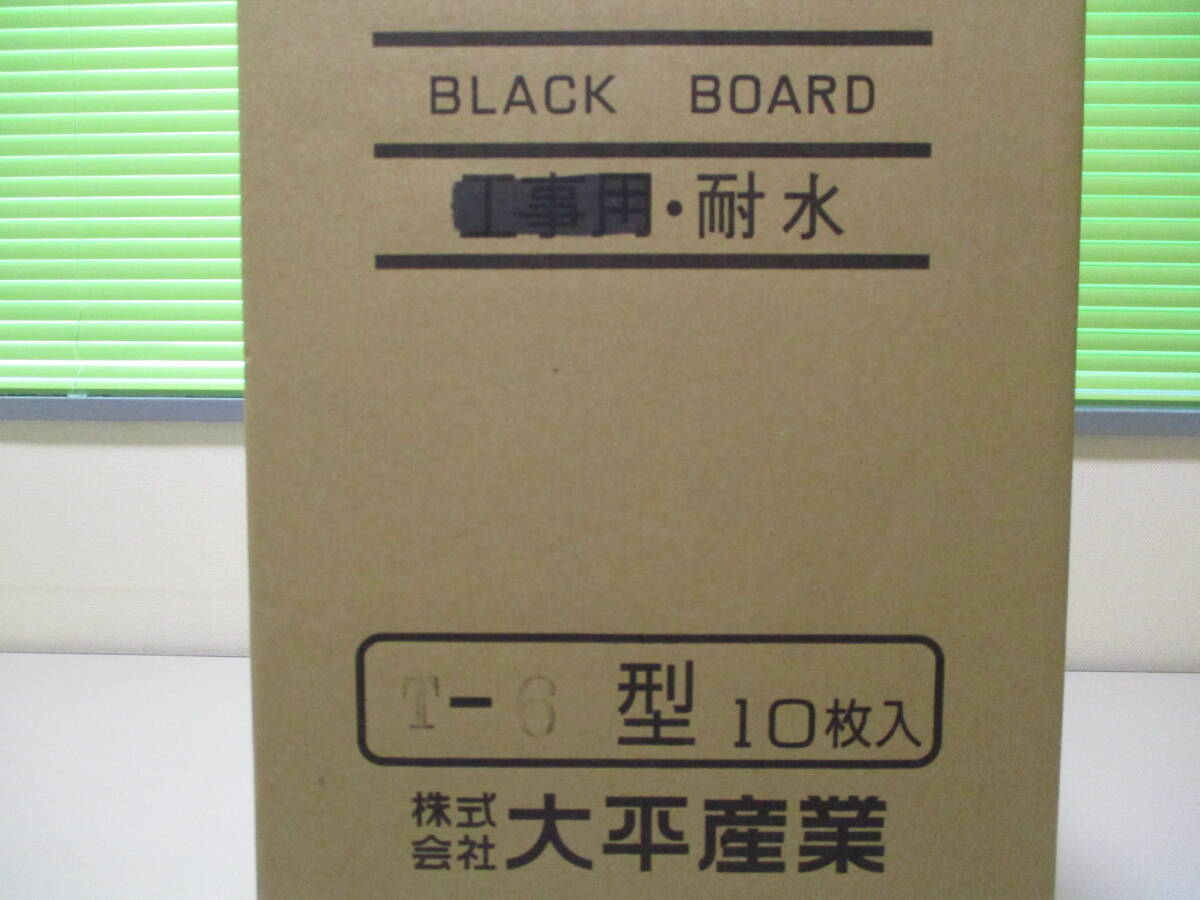 BLACK BOARD
工事用・耐水
T-6 型 10枚入
株式会社 大平産業